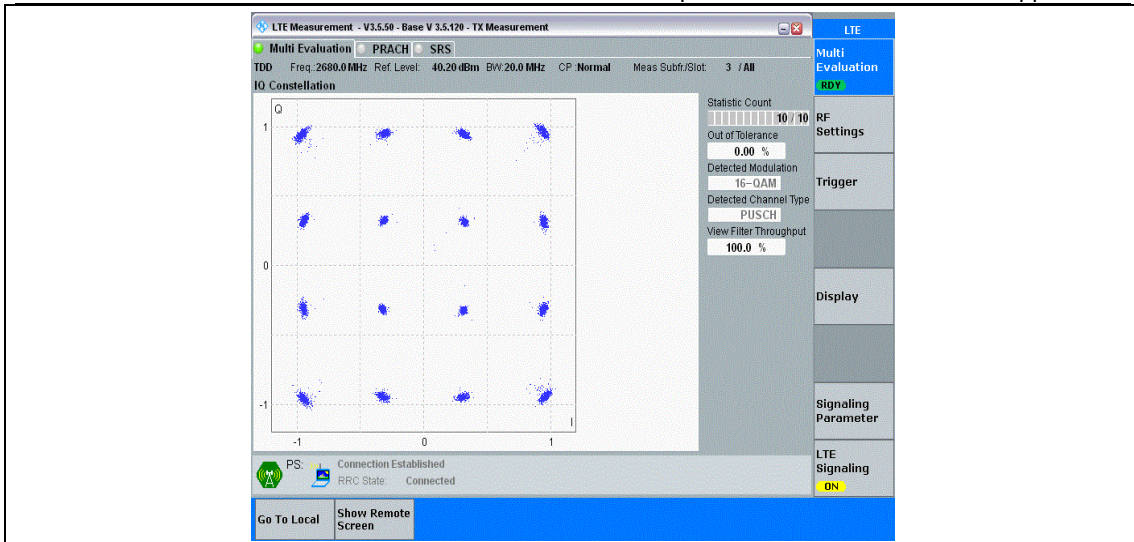 LTE Measurement - V3.5.50 - Base V 3.5.120 - TX Measurement
LTE
Multi Evaluation PRACH SRS
TDD Freq.:2680.0 MHz Ref. Level: 40.20 dBm BW:20.0 MHz CP :Normal Meas Subfr./Slot: 3 / All
IQ Constellation
Q
1
0
-1
-1 0 1
I
Statistic Count
10 / 10
Out of Tolerance
0.00 %
Detected Modulation
16-QAM
Detected Channel Type
PUSCH
View Filter Throughput
100.0 %
Multi
Evaluation
RDY
RF
Settings
Trigger
Display
Signaling
Parameter
LTE
Signaling
ON
PS: Connection Established
RRC State: Connected
Go To Local
Show Remote
Screen